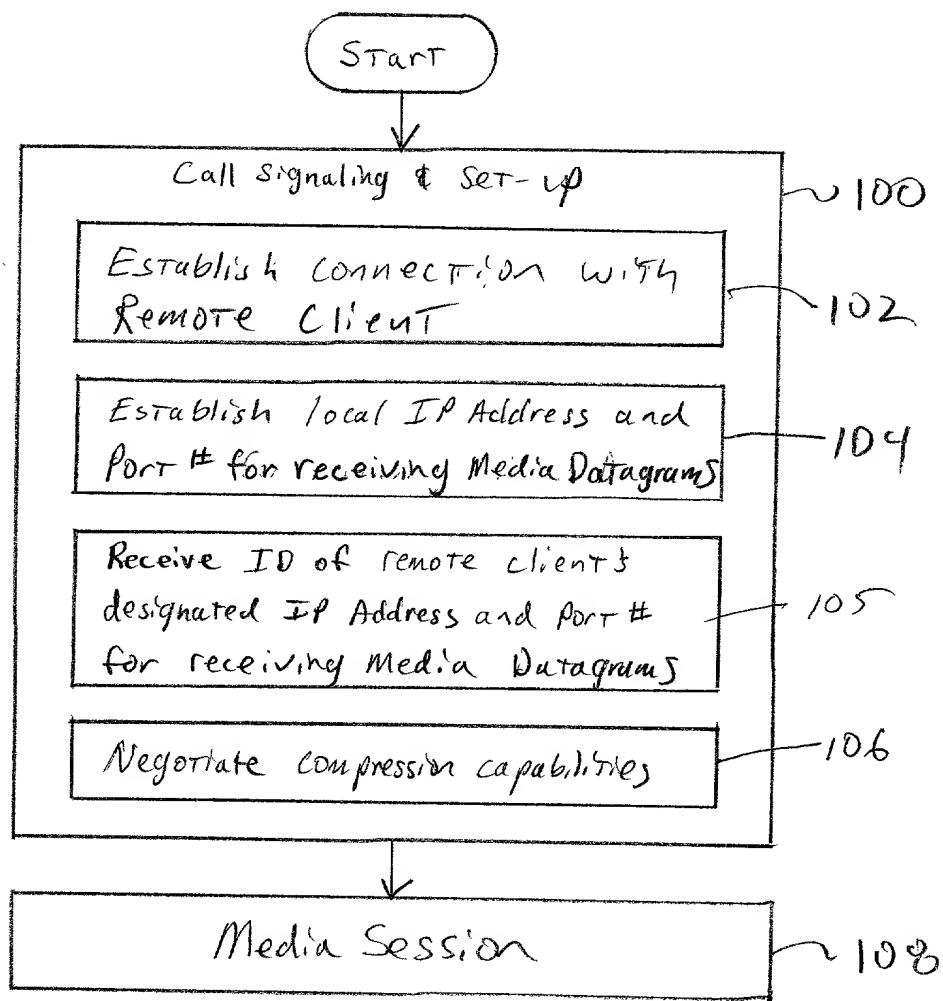 Start
Call Signaling & Set-up
100
Establish connection with
Remote Client
102
Establish local IP Address and
Port # for receiving Media Datagrams
104
Receive ID of remote client's
designated IP Address and Port #
for receiving Media Datagrams
105
Negotiate compression capabilities
106
Media Session
108